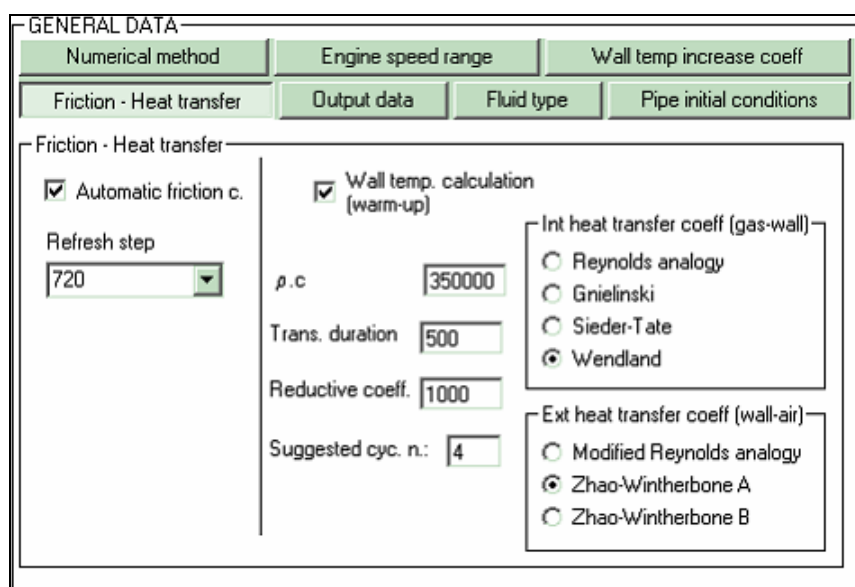 GENERAL DATA
Numerical method
Engine speed range
Wall temp increase coeff
Friction - Heat transfer
Output data
Fluid type
Pipe initial conditions
Friction - Heat transfer
Automatic friction c.
Refresh step
720
Wall temp. calculation
(warm-up)
ρ.c
350000
Trans. duration
500
Reductive coeff.
1000
Suggested cyc. n.:
4
Int heat transfer coeff (gas-wall)
Reynolds analogy
Gnielinski
Sieder-Tate
Wendland
Ext heat transfer coeff (wall-air)
Modified Reynolds analogy
Zhao-Wintherbone A
Zhao-Wintherbone B